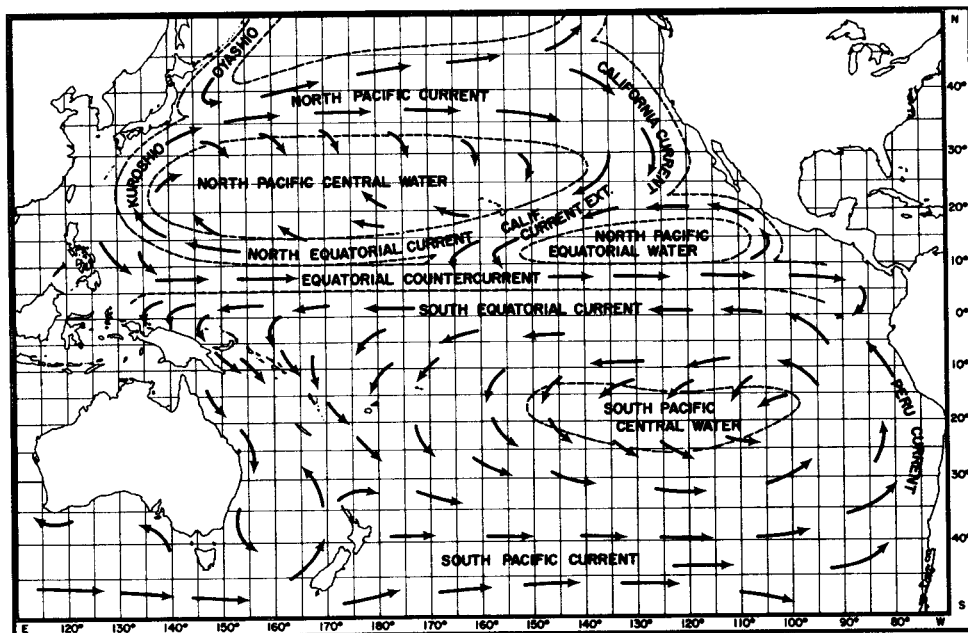 N
OYASHIO
CALIFORNIA CURRENT
40°
NORTH PACIFIC CURRENT
KUROSHIO
30°
NORTH PACIFIC CENTRAL WATER
20°
CALIF.
CURRENT EXT.
NORTH PACIFIC
EQUATORIAL WATER
NORTH EQUATORIAL CURRENT
10°
EQUATORIAL COUNTERCURRENT
SOUTH EQUATORIAL CURRENT
0°
10°
PERU CURRENT
SOUTH PACIFIC
CENTRAL WATER
20°
30°
SOUTH PACIFIC CURRENT
40°
S
E 120° 130° 140° 150° 160° 170° 180° 170° 160° 150° 140° 130° 120° 110° 100° 90° 80° W